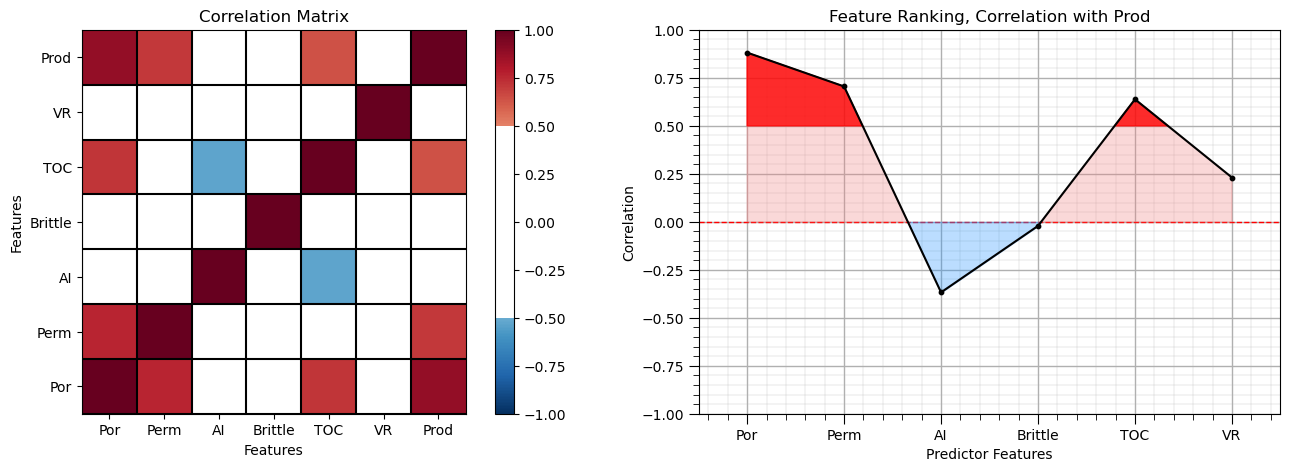 Correlation Matrix
Features
Prod
VR
TOC
Brittle
AI
Perm
Por
Por Perm AI Brittle TOC VR Prod
Features
1.00
0.75
0.50
0.25
0.00
−0.25
−0.50
−0.75
−1.00
Feature Ranking, Correlation with Prod
Correlation
1.00
0.75
0.50
0.25
0.00
−0.25
−0.50
−0.75
−1.00
Por Perm AI Brittle TOC VR
Predictor Features